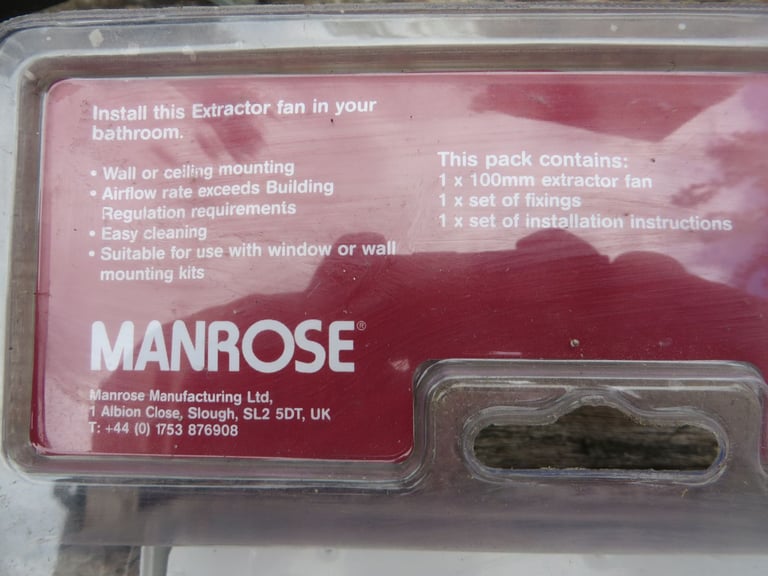 Install this Extractor fan in your
bathroom.
• Wall or ceiling mounting
• Airflow rate exceeds Building
Regulation requirements
• Easy cleaning
• Suitable for use with window or wall
mounting kits
This pack contains:
1 x 100mm extractor fan
1 x set of fixings
1 x set of installation instructions
MANROSE®
Manrose Manufacturing Ltd,
1 Albion Close, Slough, SL2 5DT, UK
T: +44 (0) 1753 876908